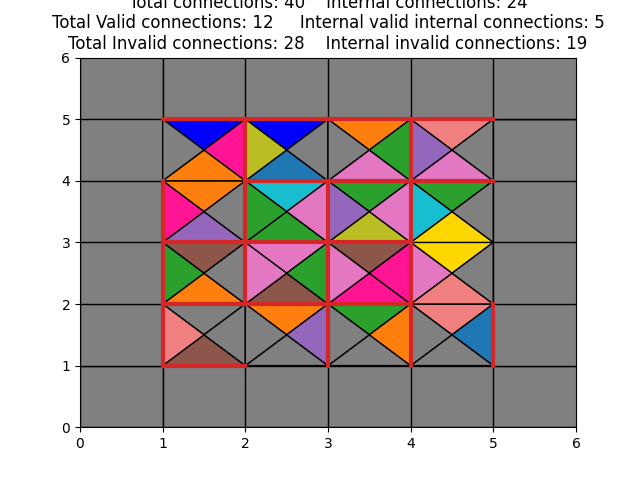 Total connections: 40    Internal connections: 24
Total Valid connections: 12     Internal valid internal connections: 5
Total Invalid connections: 28    Internal invalid connections: 19
6
5
4
3
2
1
0
0 1 2 3 4 5 6